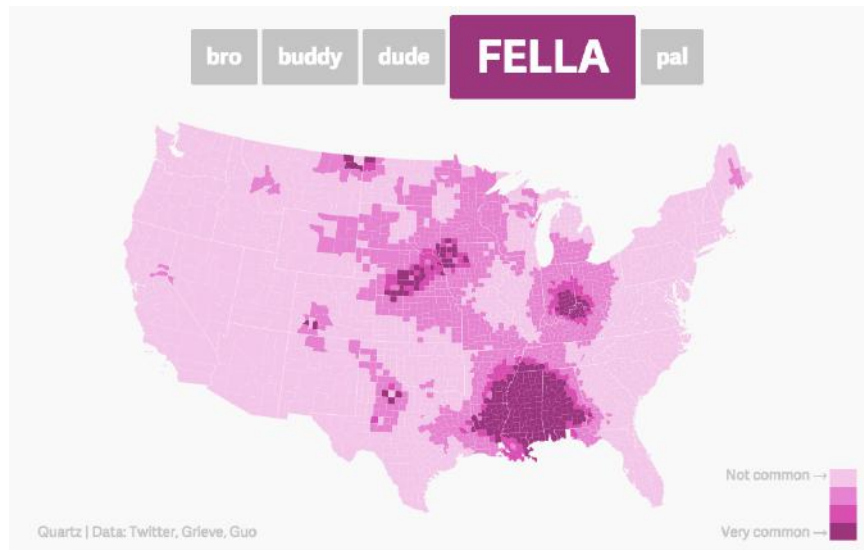 bro buddy dude FELLA pal
Not common →
Very common →
Quartz | Data: Twitter, Grieve, Guo